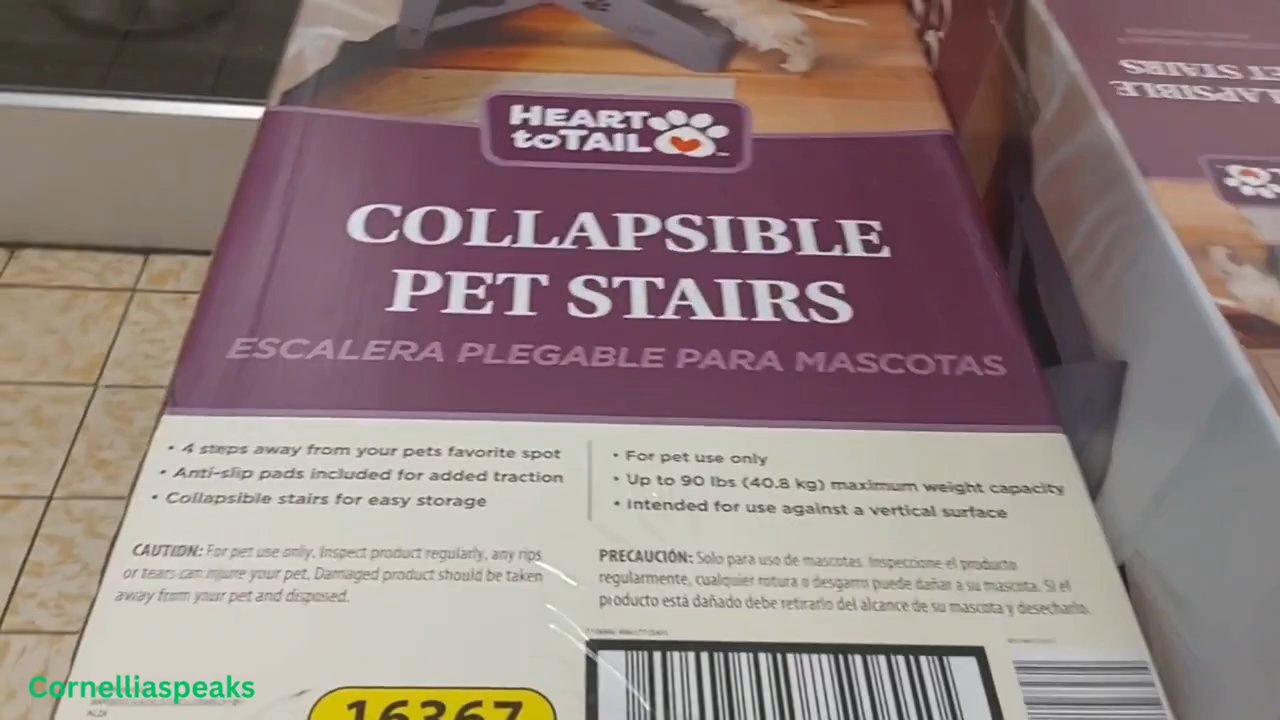 HEART
to TAIL
COLLAPSIBLE
PET STAIRS
ESCALERA PLEGABLE PARA MASCOTAS
• 4 steps away from your pets favorite spot
• Anti-slip pads included for added traction
• Collapsible stairs for easy storage
• For pet use only
• Up to 90 lbs (40.8 kg) maximum weight capacity
• Intended for use against a vertical surface
CAUTION: For pet use only. Inspect product regularly, any rips
or tears can injure your pet. Damaged product should be taken
away from your pet and disposed.
PRECAUCIÓN: Solo para uso de mascotas. Inspeccione el producto
regularmente, cualquier rotura o desgarro puede dañar a su mascota. Si el
producto está dañado debe retirarlo del alcance de su mascota y desecharlo.
16367
Cornelliaspeaks
ALDI
LAPSIBLE
ET STAIRS